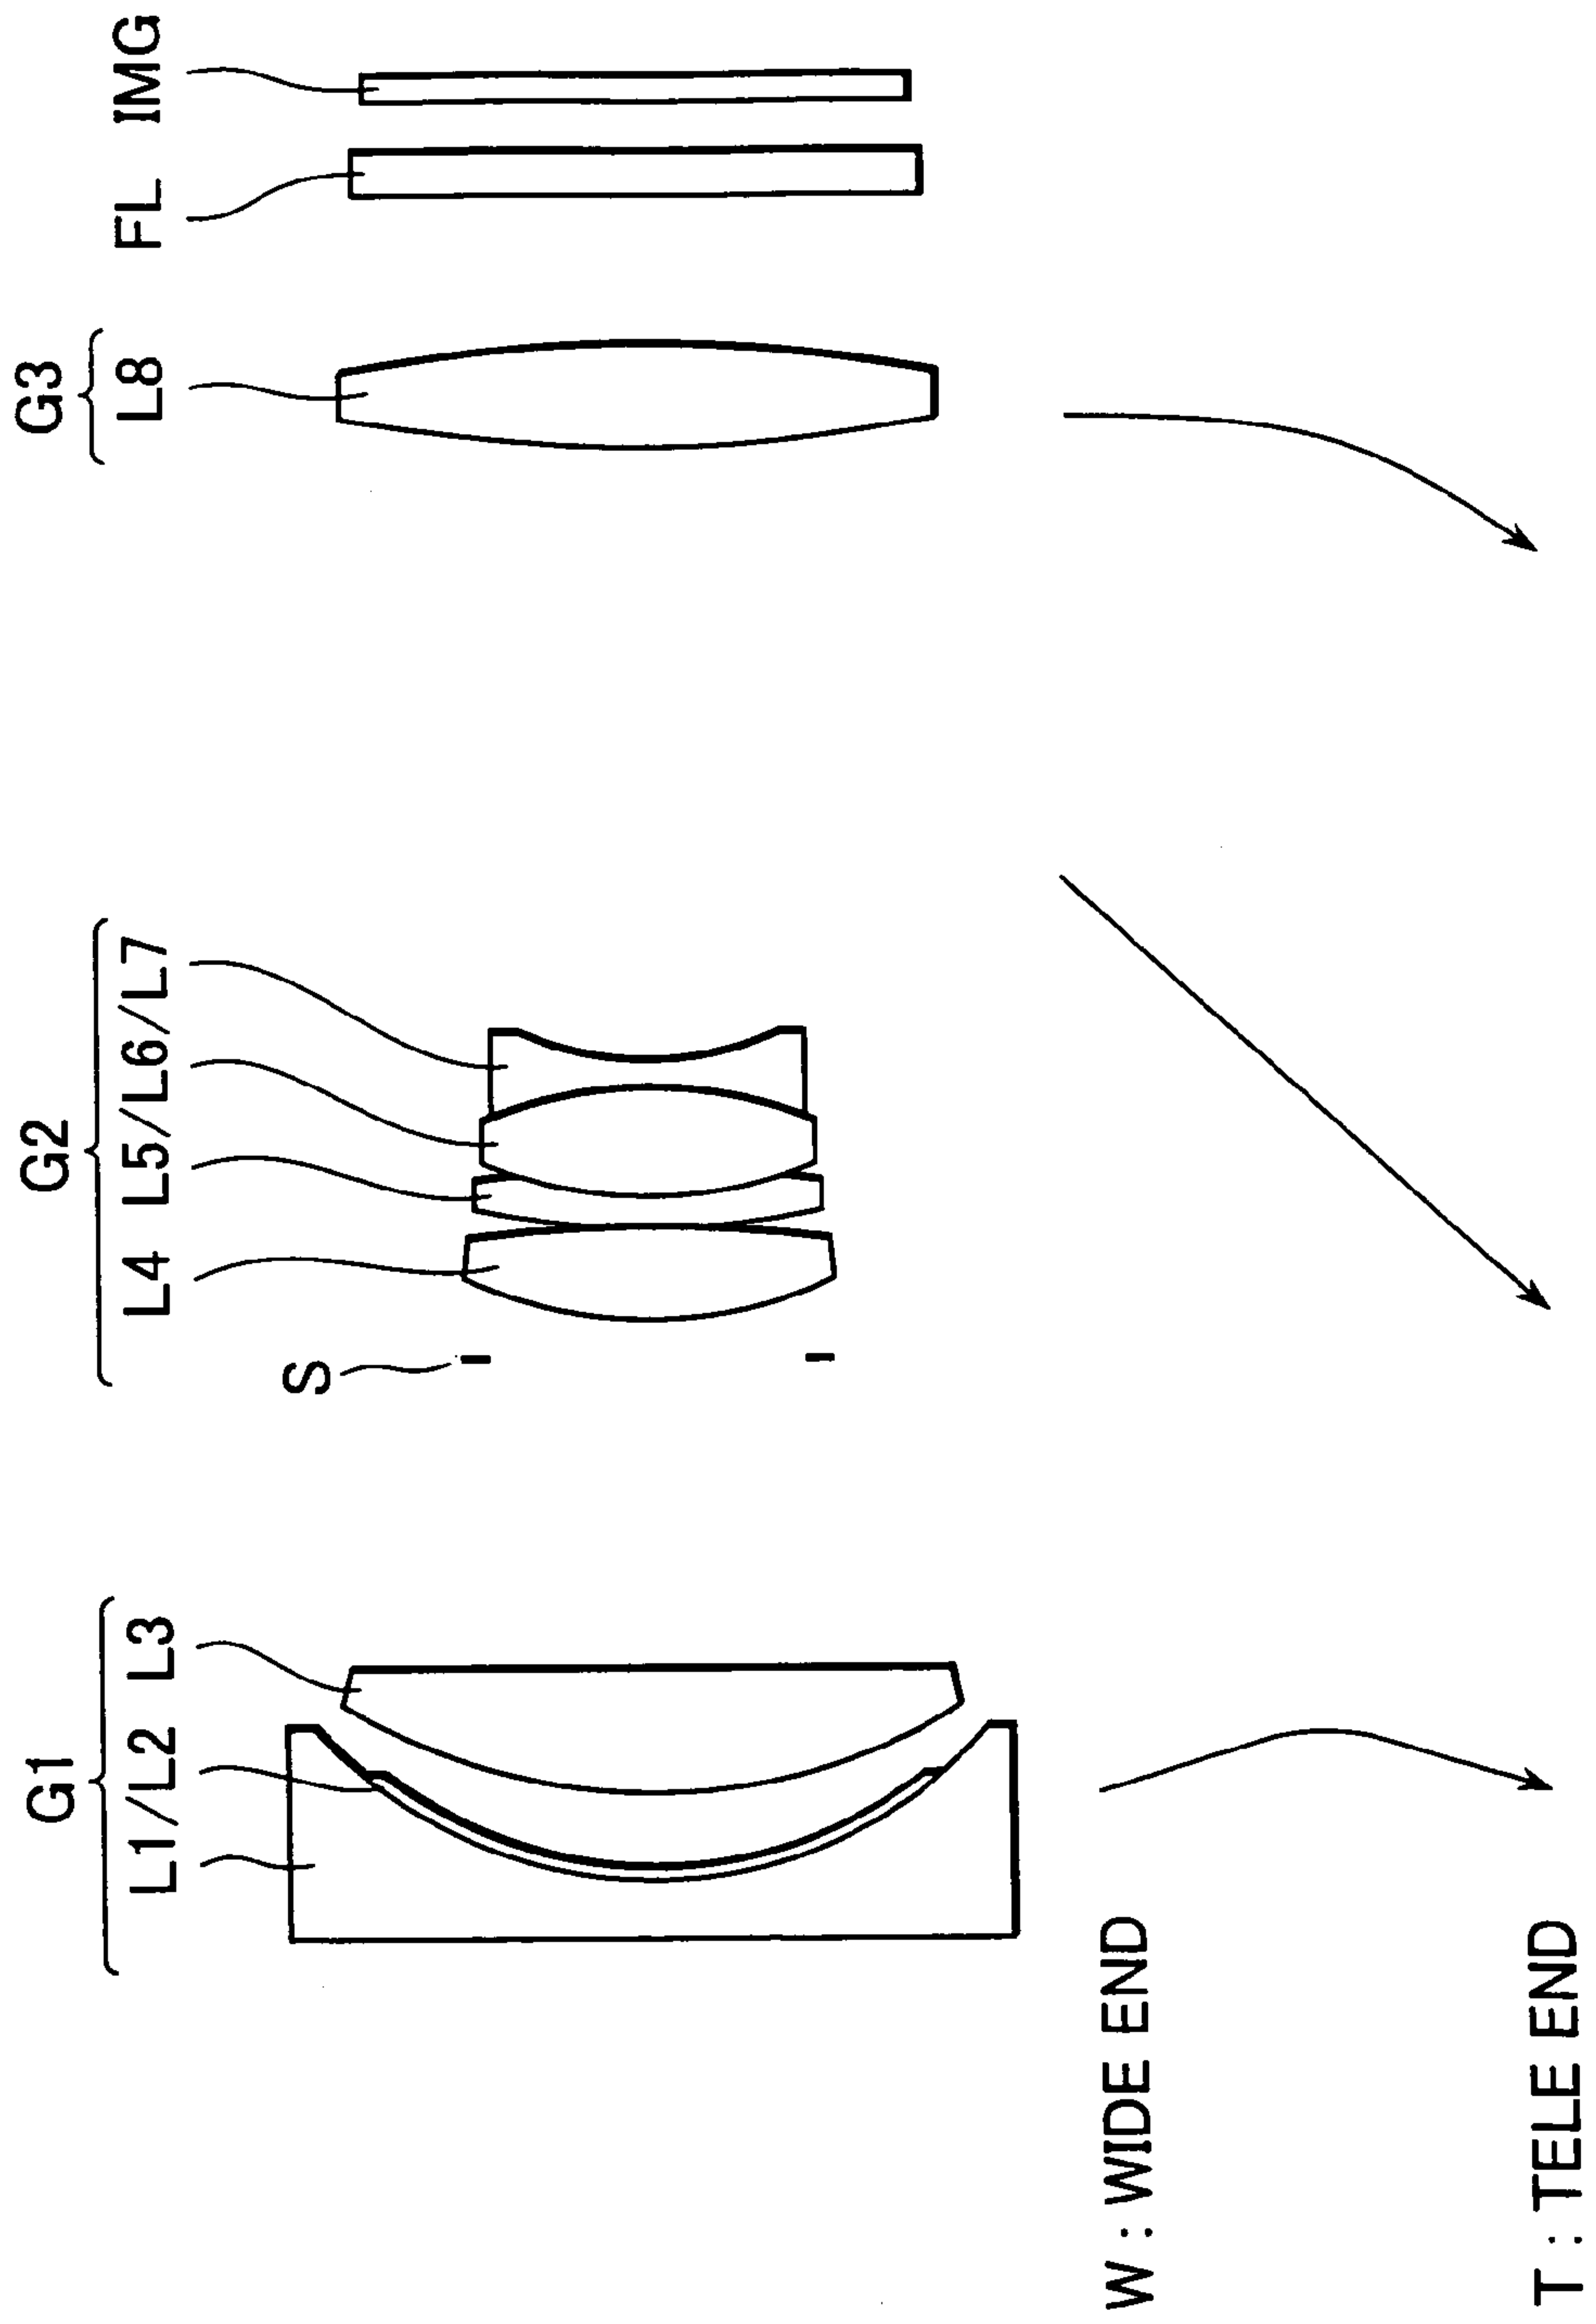 G1 G2 G3
L1/L2 L3 L4 L5/L6/L7 L8 FL IMG
S
W : WIDE END
T : TELE END